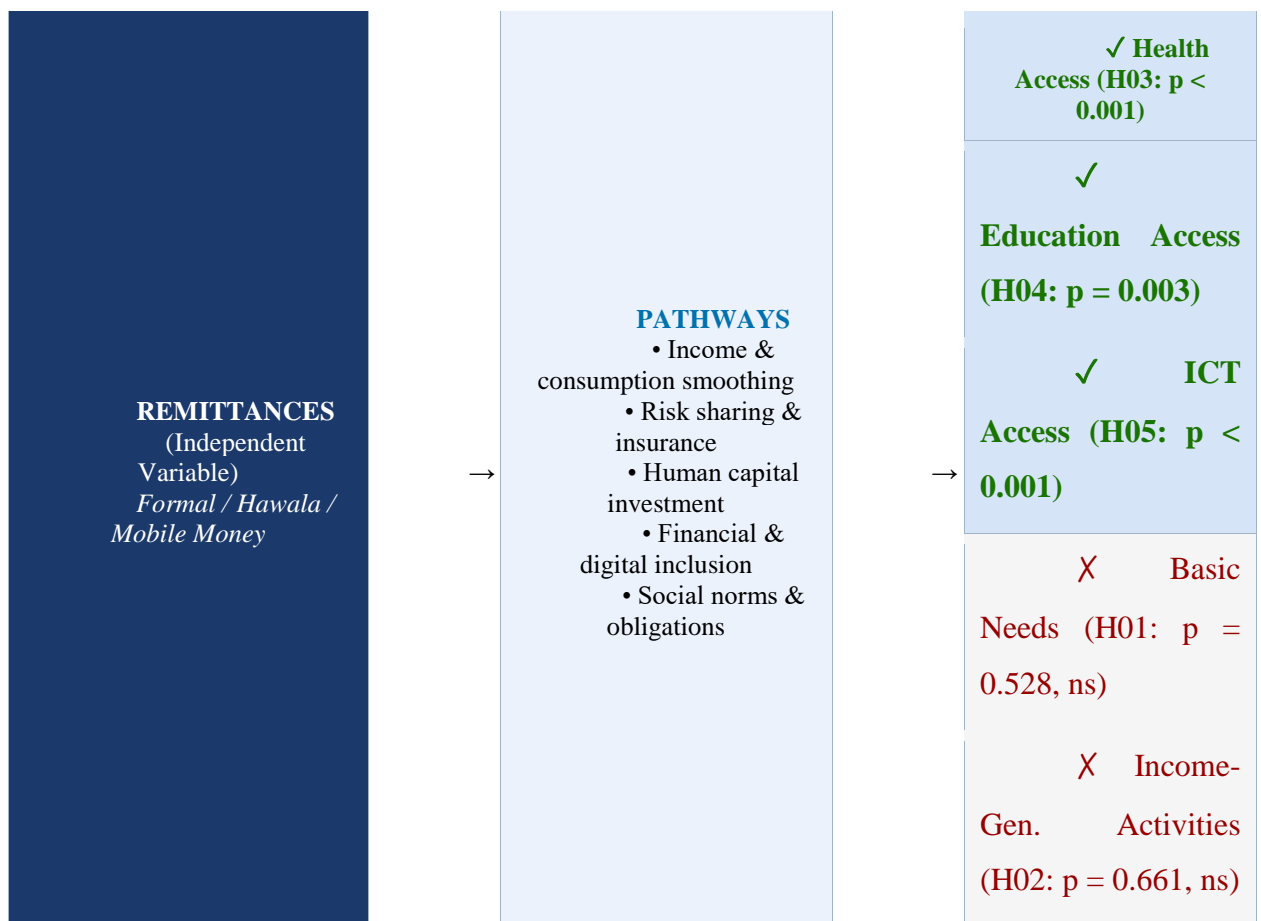 REMITTANCES
(Independent
Variable)
Formal / Hawala /
Mobile Money
→
PATHWAYS
• Income &
consumption smoothing
• Risk sharing &
insurance
• Human capital
investment
• Financial &
digital inclusion
• Social norms &
obligations
→
✓ Health
Access (H03: p <
0.001)
✓
Education Access
(H04: p = 0.003)
✓ ICT
Access (H05: p <
0.001)
✗ Basic
Needs (H01: p =
0.528, ns)
✗ Income-
Gen. Activities
(H02: p = 0.661, ns)